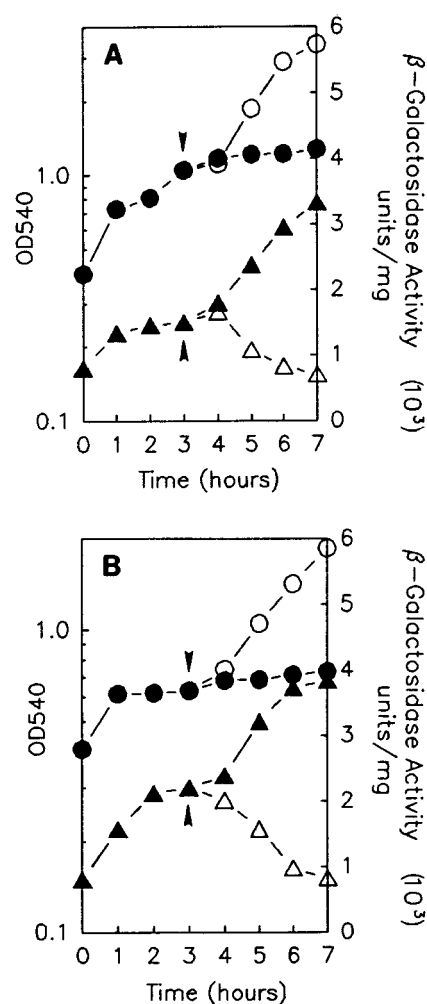 A
OD540
1.0
0.1
6
5
4
3
2
1
0
β-Galactosidase Activity (10³)
units/mg
0 1 2 3 4 5 6 7
Time (hours)
B
OD540
1.0
0.1
6
5
4
3
2
1
0
β-Galactosidase Activity (10³)
units/mg
0 1 2 3 4 5 6 7
Time (hours)